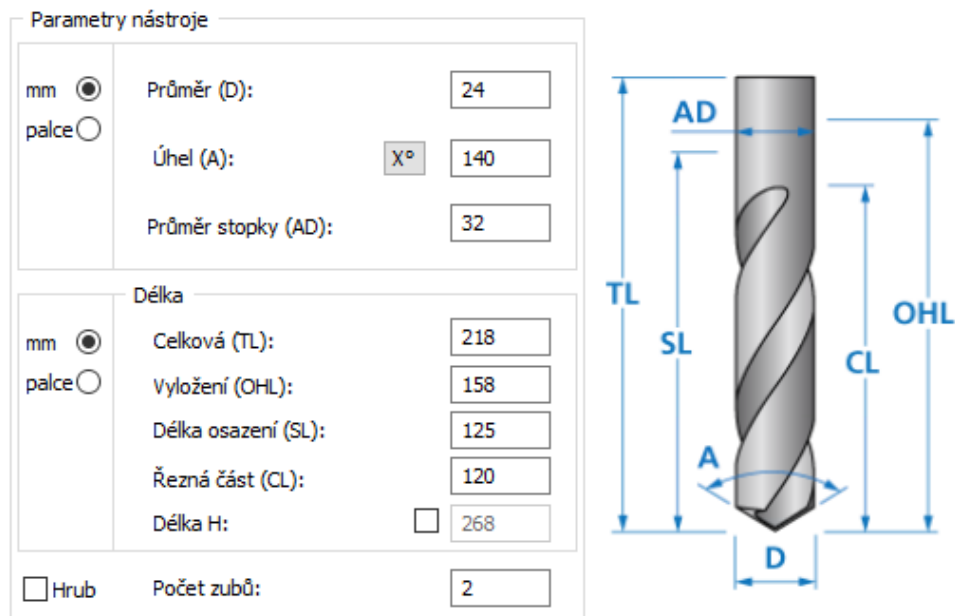 Parametry nástroje
mm
palce
Průměr (D): 24
Úhel (A): X° 140
Průměr stopky (AD): 32
Délka
mm
palce
Celková (TL): 218
Vyložení (OHL): 158
Délka osazení (SL): 125
Řezná část (CL): 120
Délka H: 268
Hrub
Počet zubů: 2
AD
TL
OHL
SL
CL
A
D